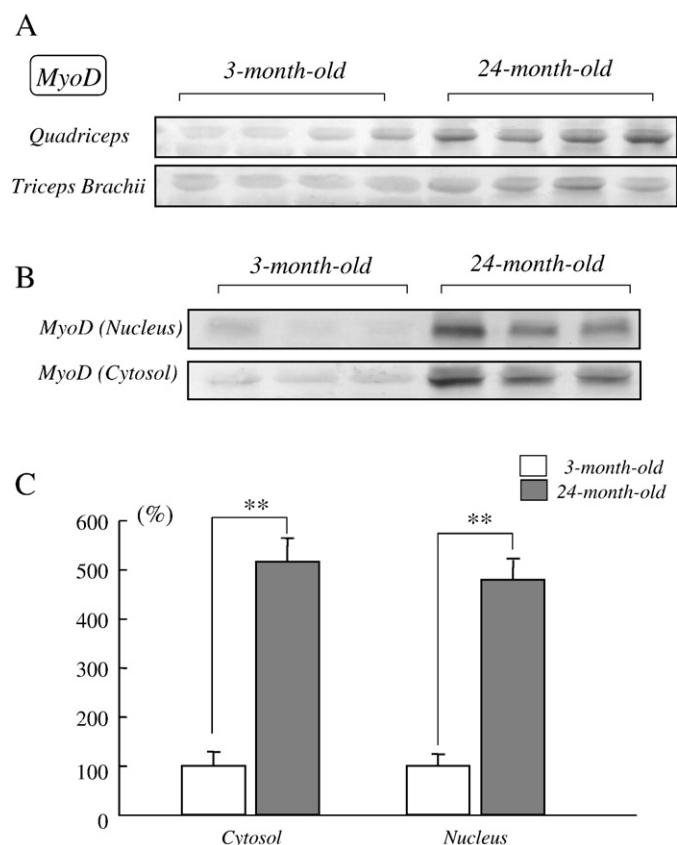 A
MyoD
3-month-old 24-month-old
Quadriceps
Triceps Brachii
B
3-month-old 24-month-old
MyoD (Nucleus)
MyoD (Cytosol)
C
3-month-old
24-month-old
(%)
600
500
400
300
200
100
0
**
**
Cytosol Nucleus